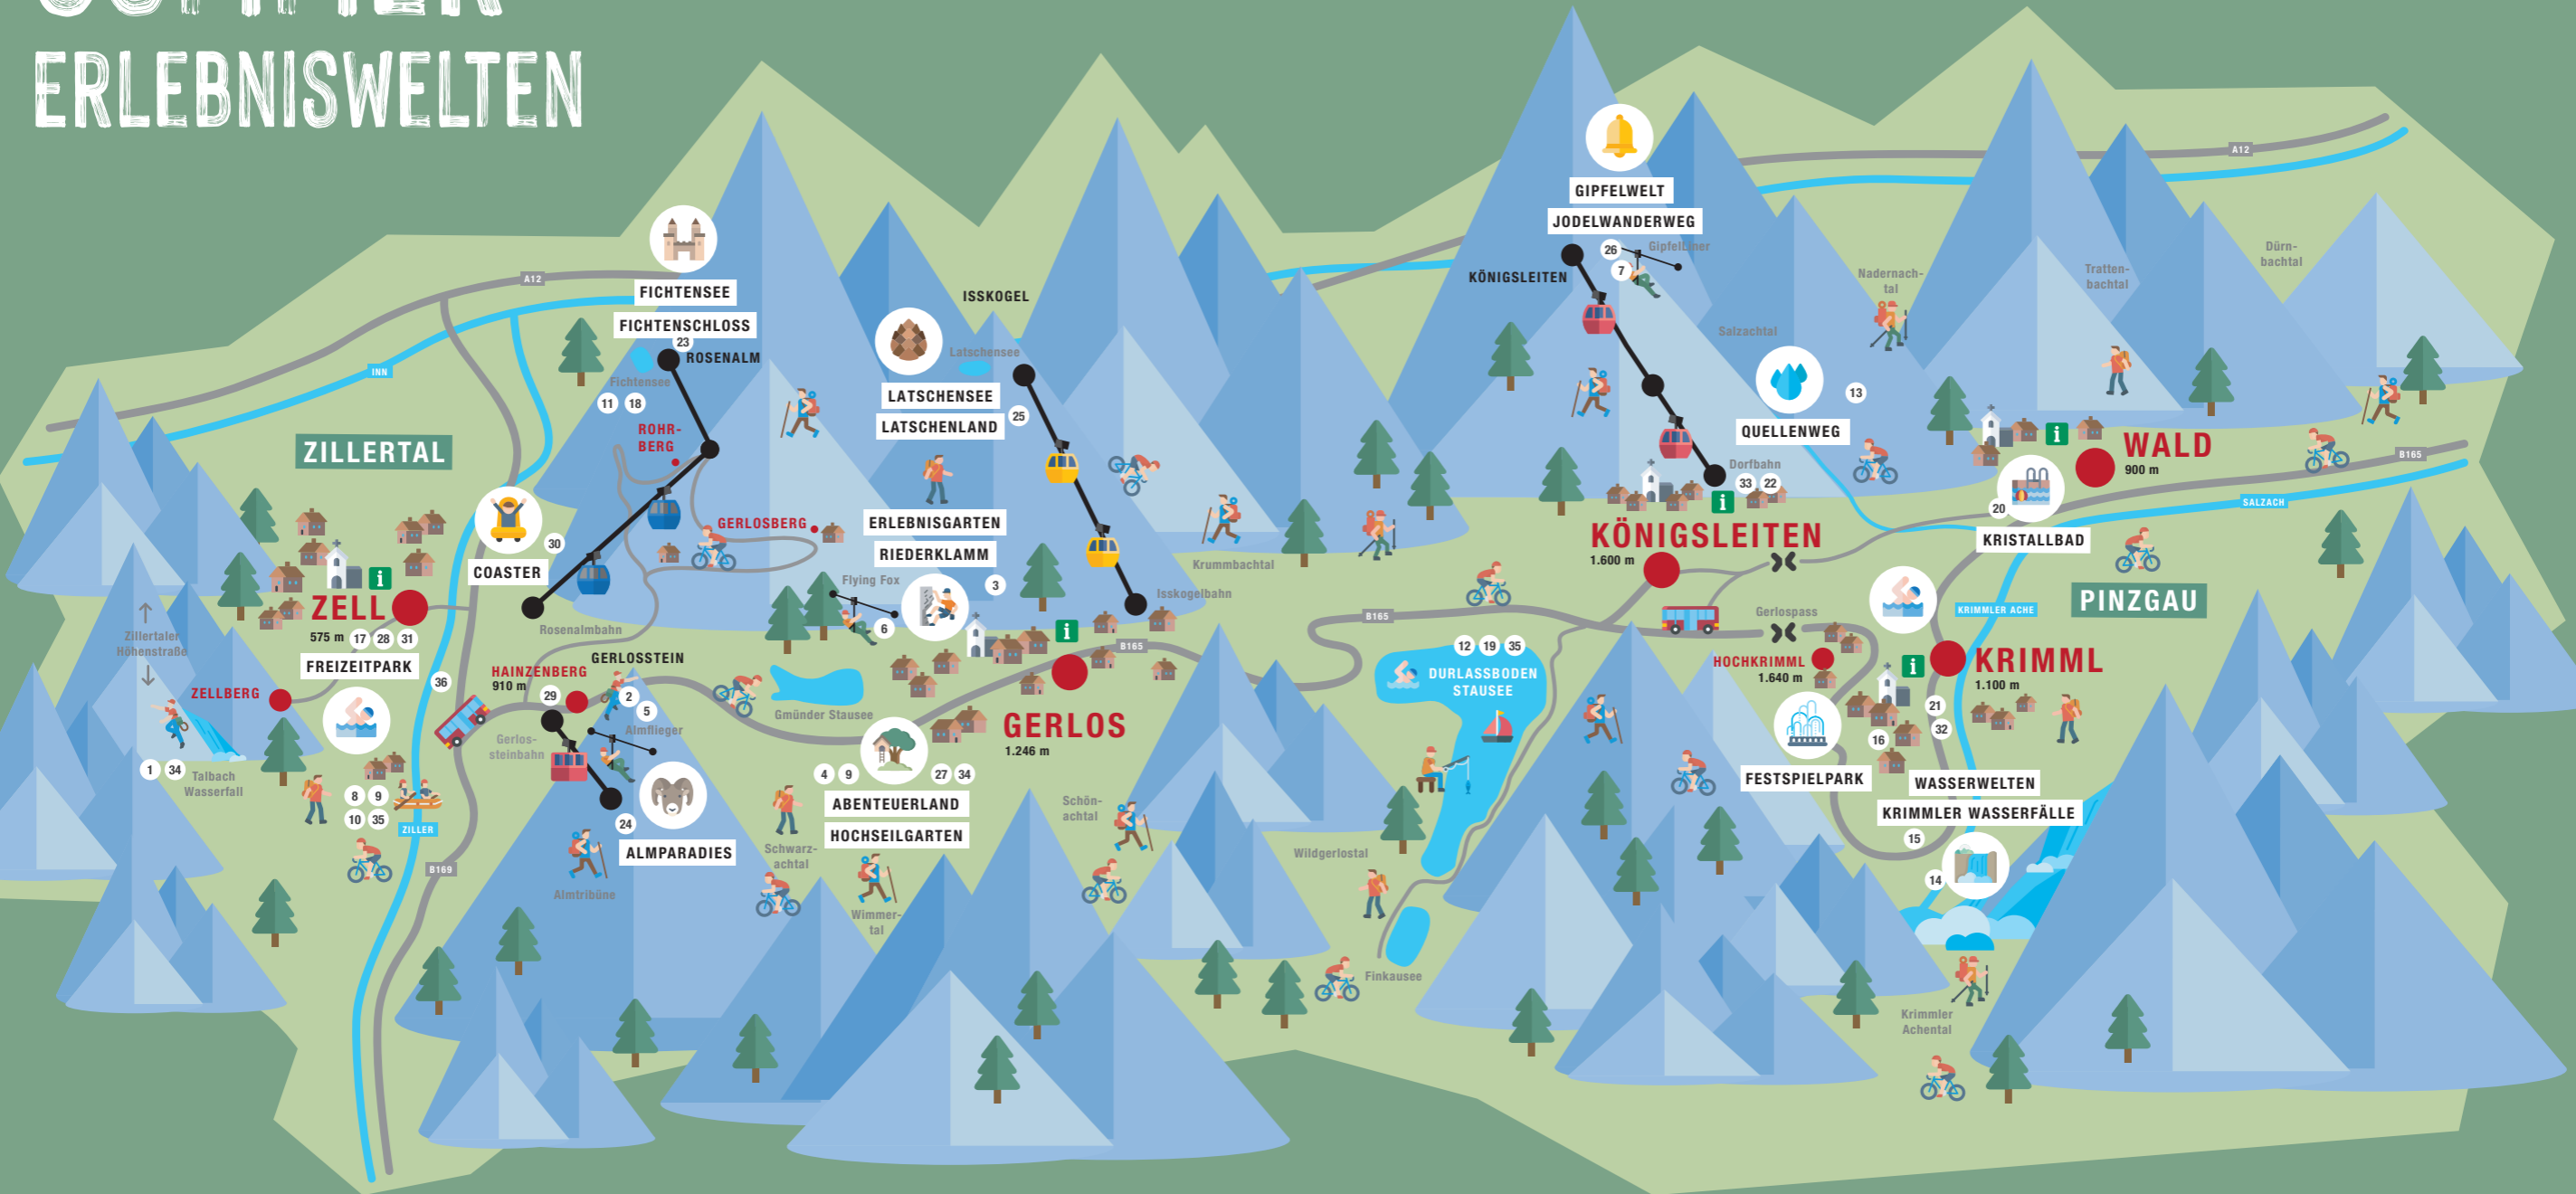 SOMMER
ERLEBNISWELTEN
A12
A12
INN
ZILLERTAL
FICHTENSEE
FICHTENSCHLOSS
23
ROSENALM
Fichtensee
11 18
ROHR-
BERG
GERLOSBERG
COASTER
30
Rosenalmbahn
ISSKOGEL
Latschensee
LATSCHENSEE
LATSCHENLAND
25
ERLEBNISGARTEN
RIEDERKLAMM
Flying Fox
3
6
Krummbachtal
Isskogelbahn
i
B165
GERLOS
1.246 m
i
ZELL
575 m 17 28 31
FREIZEITPARK
Zillertaler
Höhenstraße
ZELLBERG
1 34
Talbach
Wasserfall
36
8 9
10 35
ZILLER
B169
HAINZENBERG
910 m
29
GERLOSSTEIN
2
5
Almflieger
Gerlos-
steinbahn
24
ALMPARADIES
Almtribüne
Gmünder Stausee
4 9
27 34
ABENTEUERLAND
HOCHSEILGARTEN
Schwarz-
achtal
Wimmer-
tal
Schön-
achtal
GIPFELWELT
JODELWANDERWEG
26
Gipfelliner
7
KÖNIGSLEITEN
Salzachtal
Nadernach-
tal
Tratten-
bachtal
Dürn-
bachtal
13
QUELLENWEG
Dorfbahn
33 22
i
KÖNIGSLEITEN
1.600 m
i
WALD
900 m
B165
SALZACH
20
KRISTALLBAD
PINZGAU
KRIMMLER ACHE
Gerlospass
B165
12 19 35
DURLASSBODEN
STAUSEE
Wildgerlostal
Finkausee
HOCHKRIMML
1.640 m
i
KRIMML
1.100 m
21
32
16
FESTSPIELPARK
WASSERWELTEN
KRIMMLER WASSERFÄLLE
15
14
Krimmler
Achental